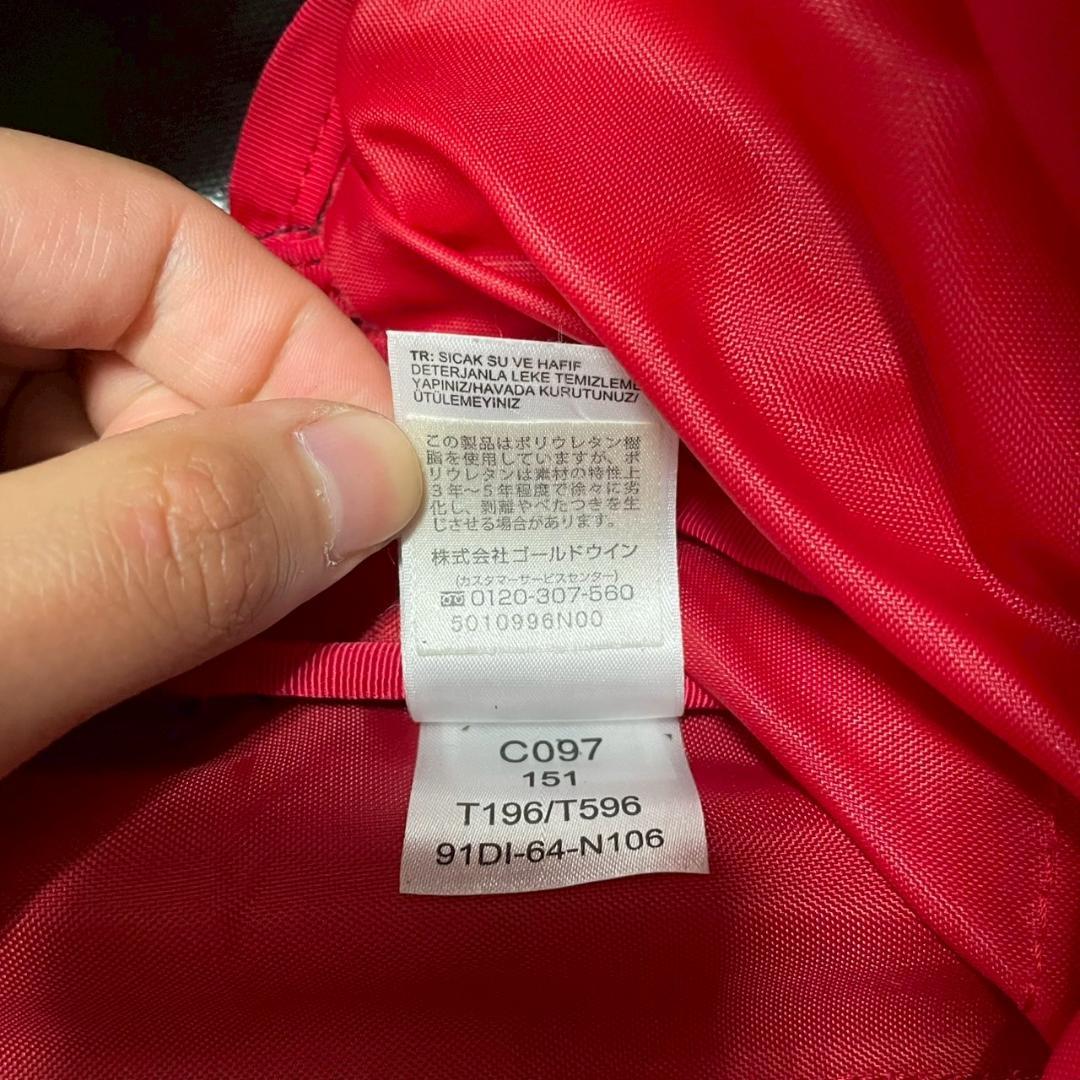 TR: SICAK SU VE HAFIF
DETERJANLA LEKE TEMIZLEME
YAPINIZ/HAVADA KURUTUNUZ/
ÜTÜLEMEYINIZ
この製品はポリウレタン樹
脂を使用していますが、ポ
リウレタンは素材の特性上
3年～5年程度で徐々に劣
化し、剥離やべたつきを生
じさせる場合があります。
株式会社ゴールドウイン
(カスタマーサービスセンター)
0120-307-560
5010996N00
C097
151
T196/T596
91DI-64-N106